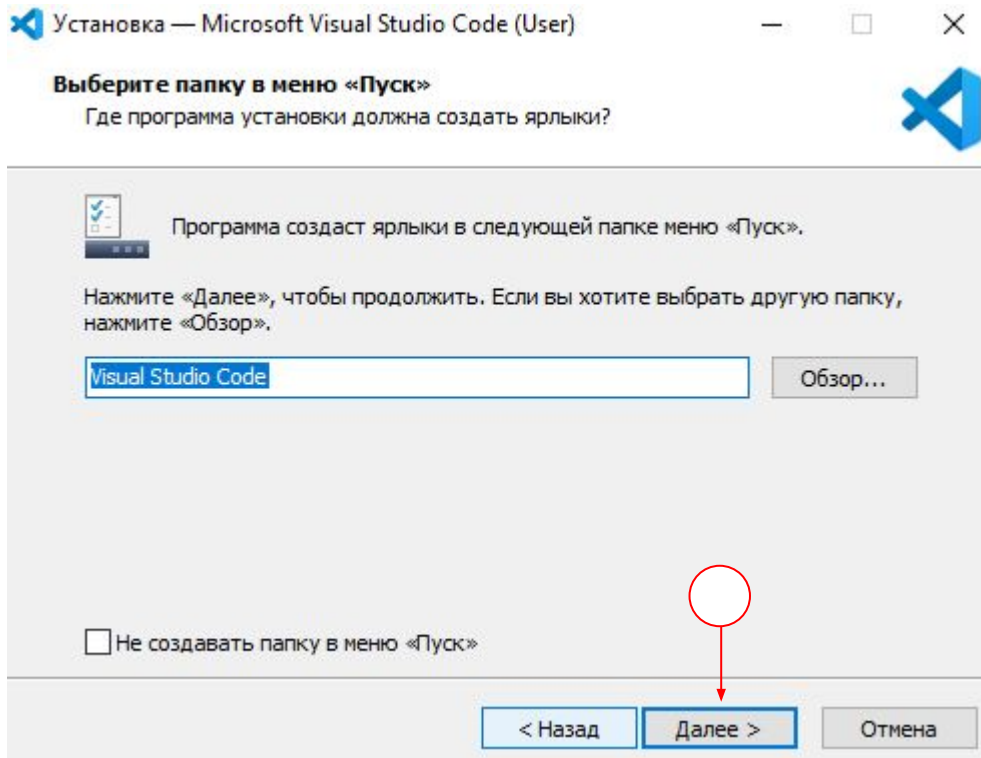 Установка — Microsoft Visual Studio Code (User)
Выберите папку в меню «Пуск»
Где программа установки должна создать ярлыки?
Программа создаст ярлыки в следующей папке меню «Пуск».
Нажмите «Далее», чтобы продолжить. Если вы хотите выбрать другую папку,
нажмите «Обзор».
Visual Studio Code
Обзор...
Не создавать папку в меню «Пуск»
< Назад
Далее >
Отмена